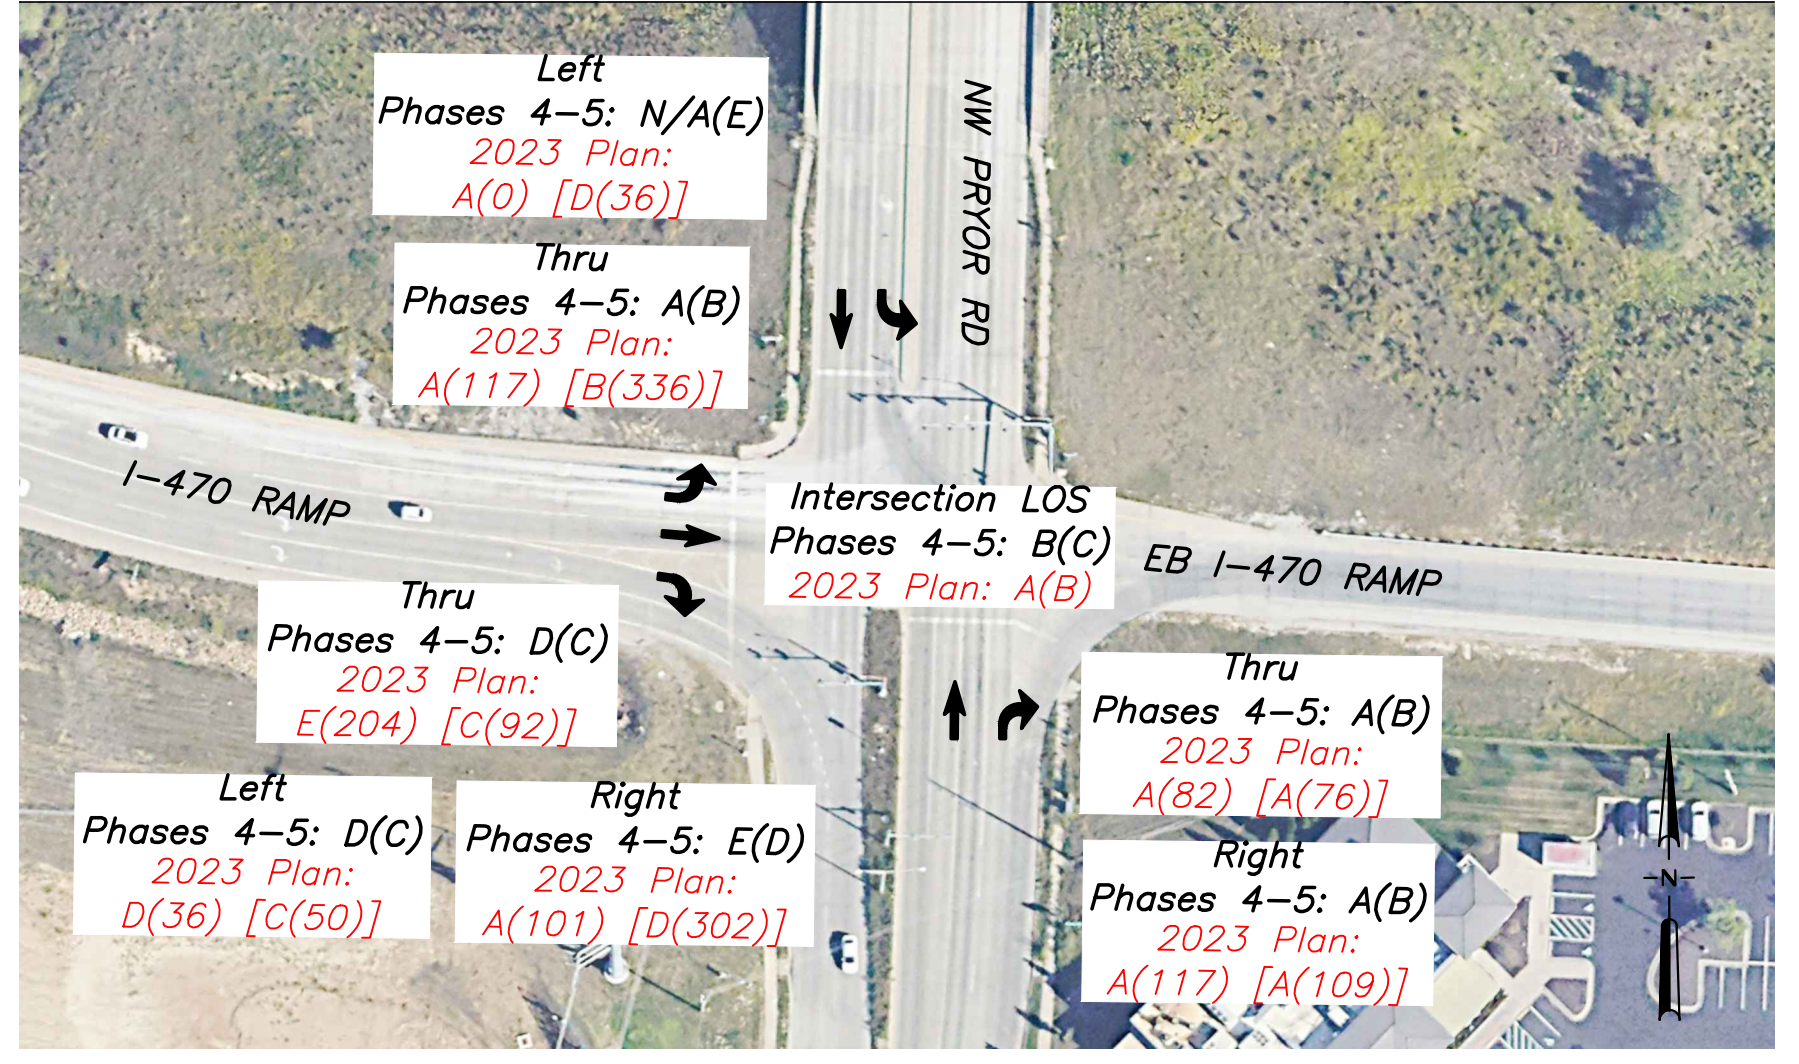 Left
Phases 4-5: N/A(E)
2023 Plan:
A(0) [D(36)]
NW PRYOR RD
Thru
Phases 4-5: A(B)
2023 Plan:
A(117) [B(336)]
I-470 RAMP
Intersection LOS
Phases 4-5: B(C)
2023 Plan: A(B)
EB I-470 RAMP
Thru
Phases 4-5: D(C)
2023 Plan:
E(204) [C(92)]
Thru
Phases 4-5: A(B)
2023 Plan:
A(82) [A(76)]
Left
Phases 4-5: D(C)
2023 Plan:
D(36) [C(50)]
Right
Phases 4-5: E(D)
2023 Plan:
A(101) [D(302)]
Right
Phases 4-5: A(B)
2023 Plan:
A(117) [A(109)]
N